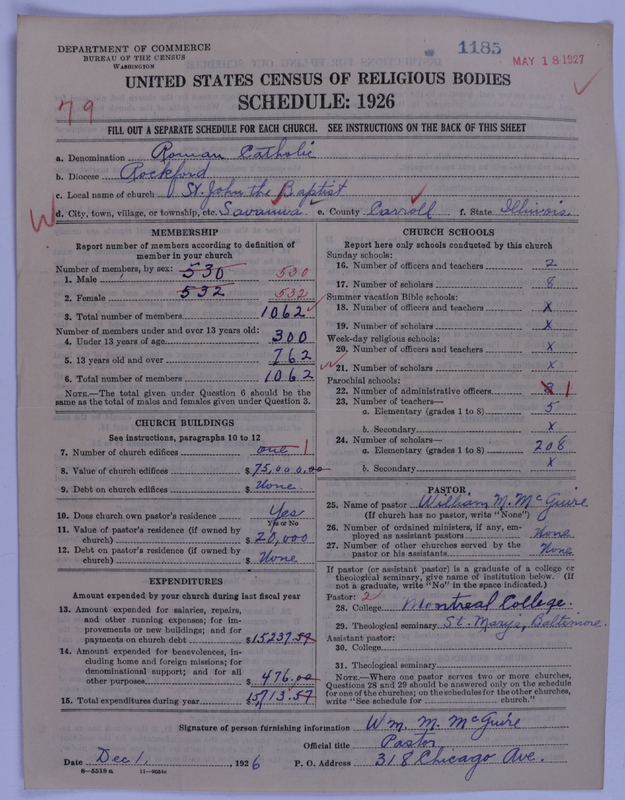 DEPARTMENT OF COMMERCE
BUREAU OF THE CENSUS
WASHINGTON
1185
MAY 18 1927
UNITED STATES CENSUS OF RELIGIOUS BODIES
79
SCHEDULE: 1926
FILL OUT A SEPARATE SCHEDULE FOR EACH CHURCH. SEE INSTRUCTIONS ON THE BACK OF THIS SHEET
a. Denomination Roman Catholic
b. Diocese Rockford
c. Local name of church St. John the Baptist
d. City, town, village, or township, etc. Savanna e. County Carroll f. State Illinois
MEMBERSHIP
Report number of members according to definition of
member in your church
Number of members, by sex:
1. Male 530 530
2. Female 532 532
3. Total number of members 1062
Number of members under and over 13 years old:
4. Under 13 years of age 300
5. 13 years old and over 762
6. Total number of members 1062
NOTE.—The total given under Question 6 should be the
same as the total of males and females given under Question 3.
CHURCH BUILDINGS
See instructions, paragraphs 10 to 12
7. Number of church edifices one 1
8. Value of church edifices $75,000.00
9. Debt on church edifices $ None
10. Does church own pastor's residence Yes
Yes or No
11. Value of pastor's residence (if owned by
church) $ 20,000
12. Debt on pastor's residence (if owned by
church) $ None
EXPENDITURES
Amount expended by your church during last fiscal year
13. Amount expended for salaries, repairs,
and other running expenses; for im-
provements or new buildings; and for
payments on church debt $15237.57
14. Amount expended for benevolences, in-
cluding home and foreign missions; for
denominational support; and for all
other purposes $ 476.00
15. Total expenditures during year $15,713.57
CHURCH SCHOOLS
Report here only schools conducted by this church
Sunday schools:
16. Number of officers and teachers 2
17. Number of scholars 8
Summer vacation Bible schools:
18. Number of officers and teachers X
19. Number of scholars X
Week-day religious schools:
20. Number of officers and teachers X
21. Number of scholars X
Parochial schools:
22. Number of administrative officers 1
23. Number of teachers—
a. Elementary (grades 1 to 8) 5
b. Secondary X
24. Number of scholars—
a. Elementary (grades 1 to 8) 208
b. Secondary X
PASTOR
25. Name of pastor William M. McGuire
(If church has no pastor, write "None")
26. Number of ordained ministers, if any, em-
ployed as assistant pastors None
27. Number of other churches served by the
pastor or his assistants None
If pastor (or assistant pastor) is a graduate of a college or
theological seminary, give name of institution below. (If
not a graduate, write "No" in the space indicated.)
Pastor: 2
28. College Montreal College.
29. Theological seminary St. Mary's, Baltimore.
Assistant pastor:
30. College
31. Theological seminary
NOTE.—Where one pastor serves two or more churches,
Questions 28 and 29 should be answered only on the schedule
for one of the churches; on the schedules for the other churches,
write "See schedule for church."
Signature of person furnishing information Wm. M. McGuire
Official title Pastor
Date Dec 1, 1926 P. O. Address 318 Chicago Ave.
8—5518a 11—9684a